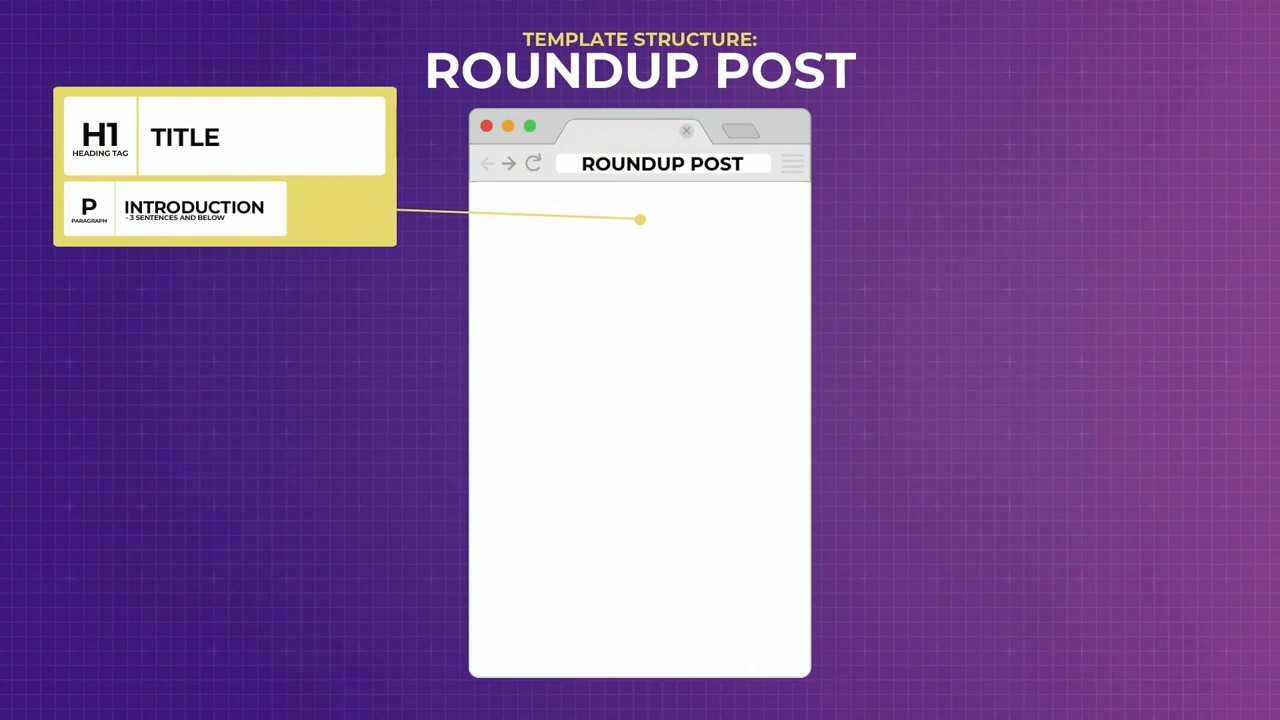 TEMPLATE STRUCTURE:
ROUNDUP POST
H1
HEADING TAG
TITLE
P
PARAGRAPH
INTRODUCTION
- 3 SENTENCES AND BELOW
ROUNDUP POST